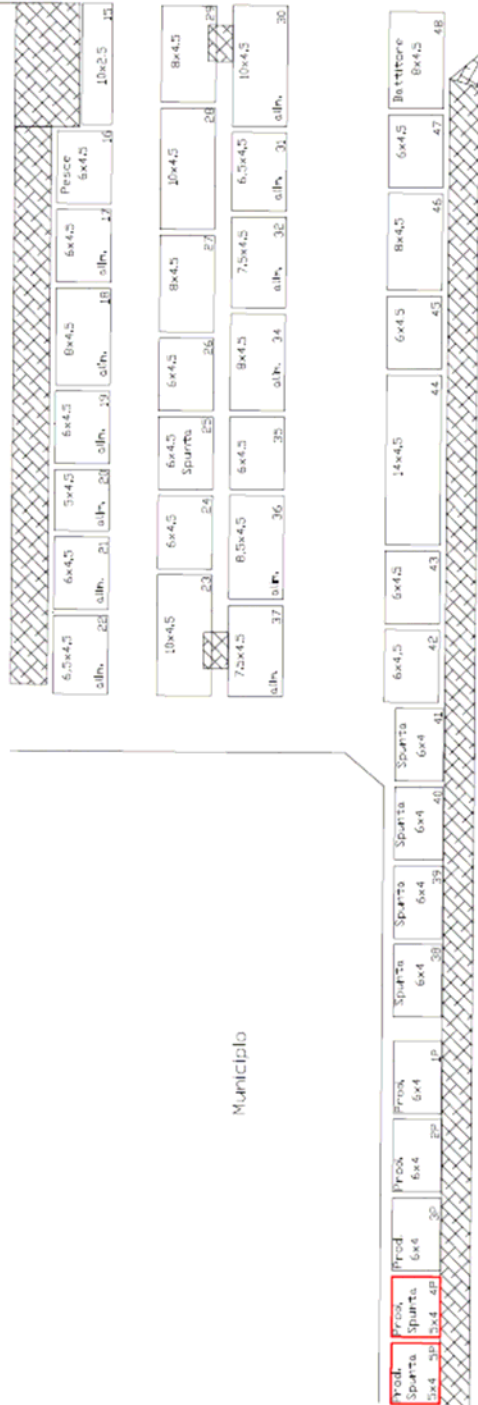 15
10x2.5
Pesce
6x4.5
16
6x4.5
alim.
17
8x4.5
alim.
18
6x4.5
alim.
19
5x4.5
alim.
20
6x4.5
alim.
21
6.5x4.5
alim.
22
8x4.5
29
10x4.5
28
8x4.5
27
6x4.5
26
6x4.5
Spunta
25
6x4.5
24
10x4.5
23
10x4.5
alim.
30
6.5x4.5
alim.
31
7.5x4.5
alim.
32
8x4.5
alim.
34
6x4.5
35
8.5x4.5
alim.
36
7.5x4.5
alim.
37
Battitore
8x4.5
48
6x4.5
47
8x4.5
46
6x4.5
45
14x4.5
44
6x4.5
43
6x4.5
42
Spunta
6x4
41
Spunta
6x4
40
Spunta
6x4
39
Spunta
6x4
38
Municipio
Prod.
6x4
1P
Prod.
6x4
2P
Prod.
6x4
3P
Prod.
Spunta
5x4 4P
Prod.
Spunta
5x4 5P